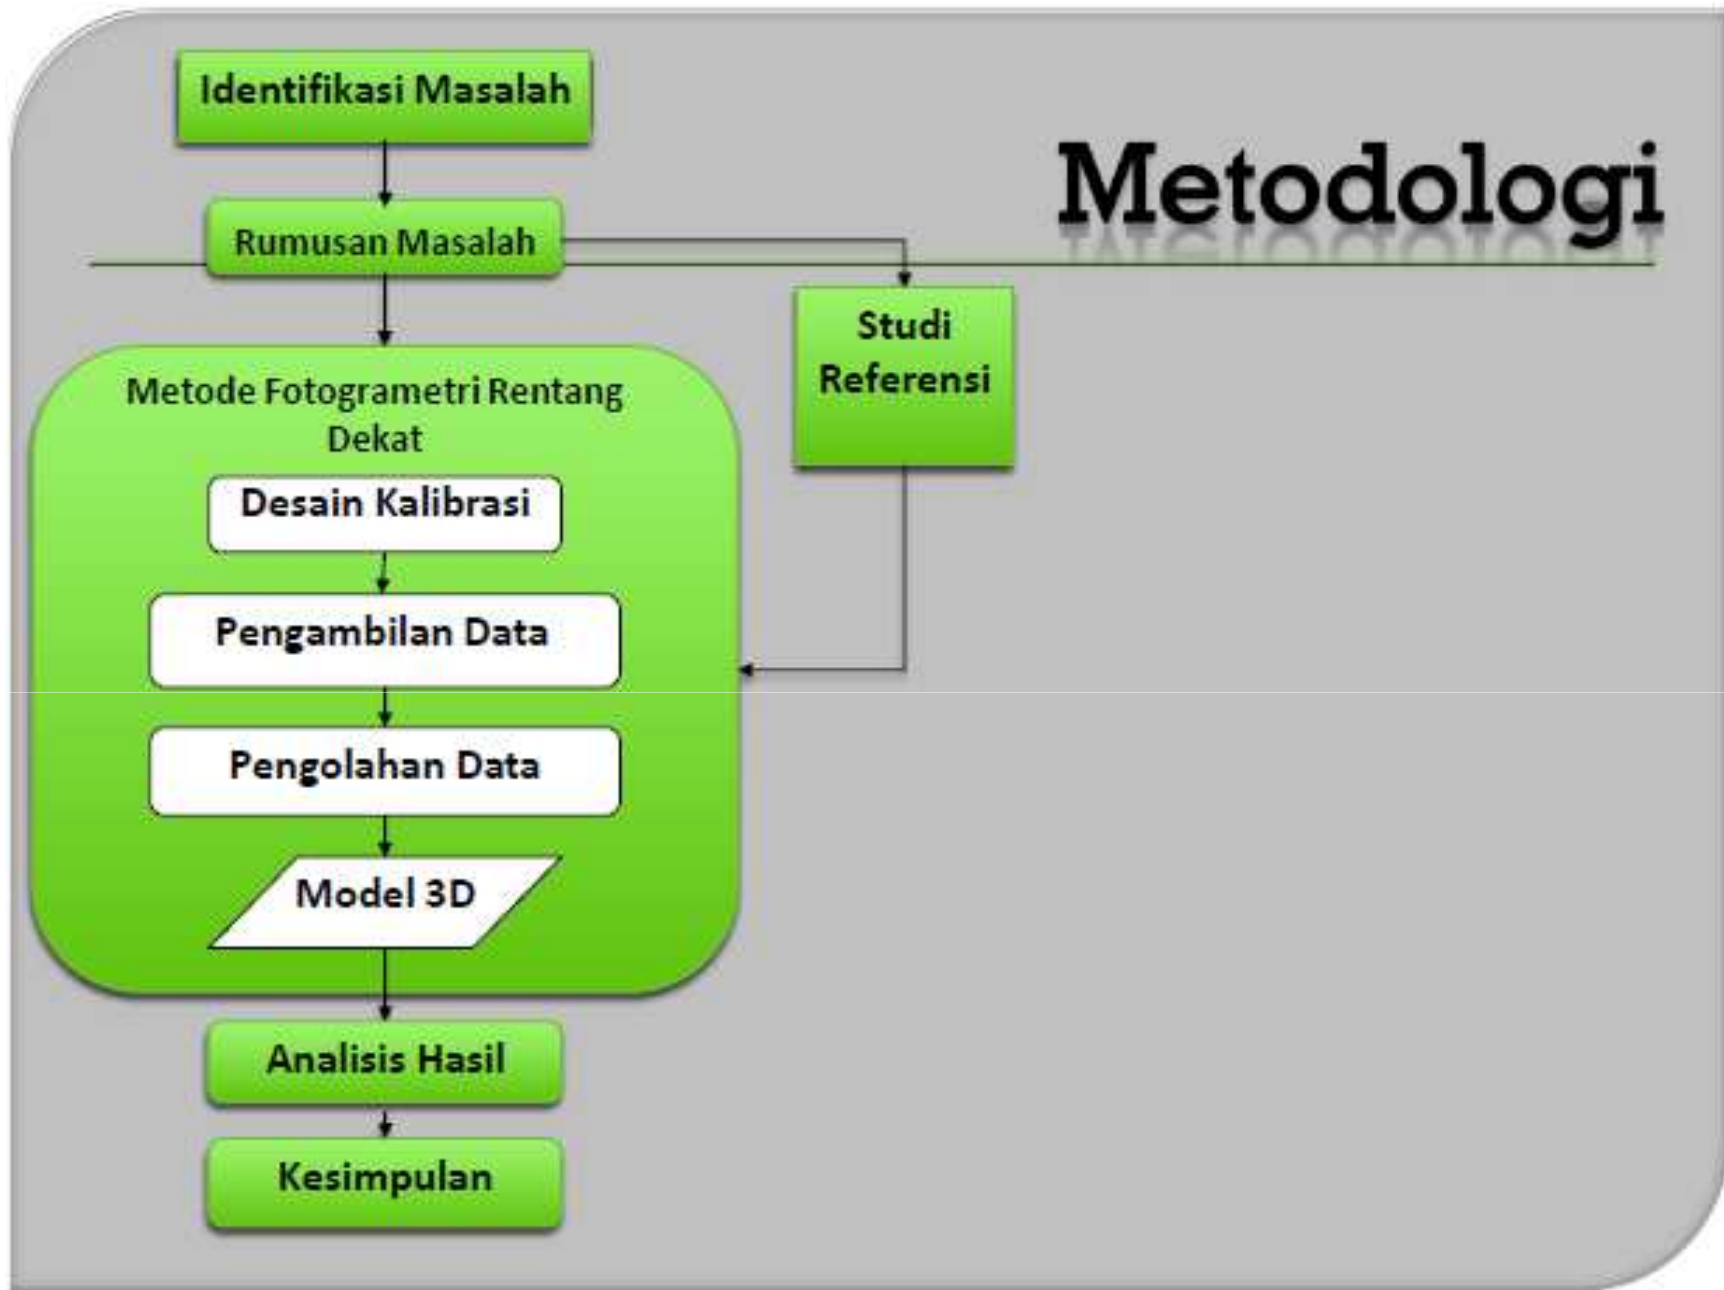 Metodologi
Identifikasi Masalah
Rumusan Masalah
Studi
Referensi
Metode Fotogrametri Rentang
Dekat
Desain Kalibrasi
Pengambilan Data
Pengolahan Data
Model 3D
Analisis Hasil
Kesimpulan